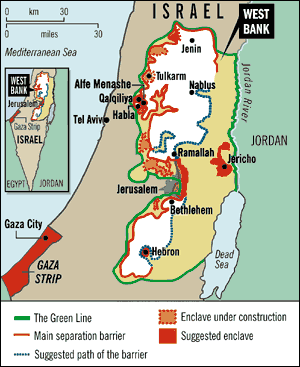 0 km 30
0 miles 20
ISRAEL
WEST
BANK
Mediterranean Sea
Jenin
Tulkarm
Alfe Menashe
Nablus
Qalqiliya
Habla
Tel Aviv
Jordan River
WEST
BANK
Jerusalem
Gaza Strip
ISRAEL
EGYPT
JORDAN
Ramallah
JORDAN
Jericho
Jerusalem
Bethlehem
Gaza City
Hebron
Dead
Sea
GAZA
STRIP
The Green Line
Main separation barrier
Suggested path of the barrier
Enclave under construction
Suggested enclave